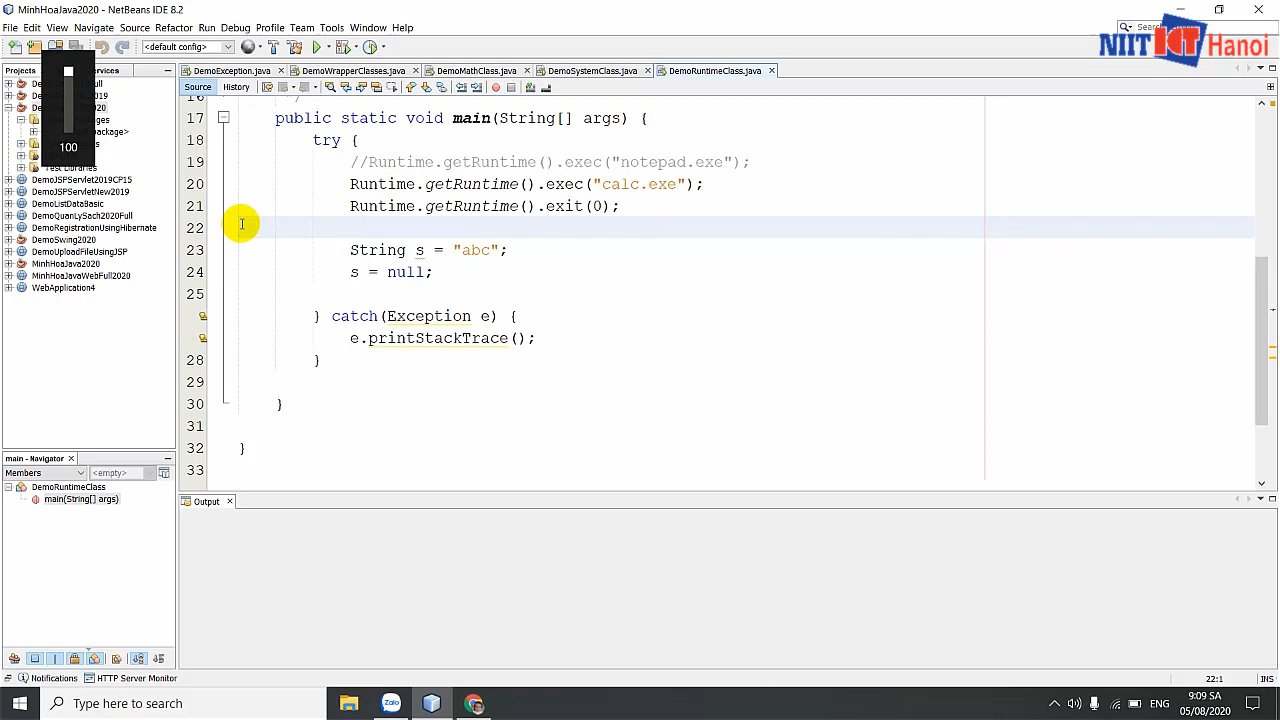 MinhHoaJava2020 - NetBeans IDE 8.2
File Edit View Navigate Source Refactor Run Debug Profile Team Tools Window Help
<default config>
NIIT ICT Hanoi
Projects
DemoException.java
DemoWrapperClasses.java
DemoMathClass.java
DemoSystemClass.java
DemoRuntimeClass.java
Source History
100
Test Libraries
DemoJSPServlet2019CP15
DemoJSPServletNew2019
DemoListDataBasic
DemoQuanLySach2020Full
DemoRegistrationUsingHibernate
DemoSwing2020
DemoUploadFileUsingJSP
MinhHoaJava2020
MinhHoaJavaWebFull2020
WebApplication4
16
17 public static void main(String[] args) {
18 try {
19 //Runtime.getRuntime().exec("notepad.exe");
20 Runtime.getRuntime().exec("calc.exe");
21 Runtime.getRuntime().exit(0);
22
23 String s = "abc";
24 s = null;
25
} catch(Exception e) {
e.printStackTrace();
28 }
29
30 }
31
32 }
33
main - Navigator
Members <empty>
DemoRuntimeClass
main(String[] args)
Output
Notifications HTTP Server Monitor
22:1 INS
Type here to search
Zalo
ENG
9:09 SA
05/08/2020